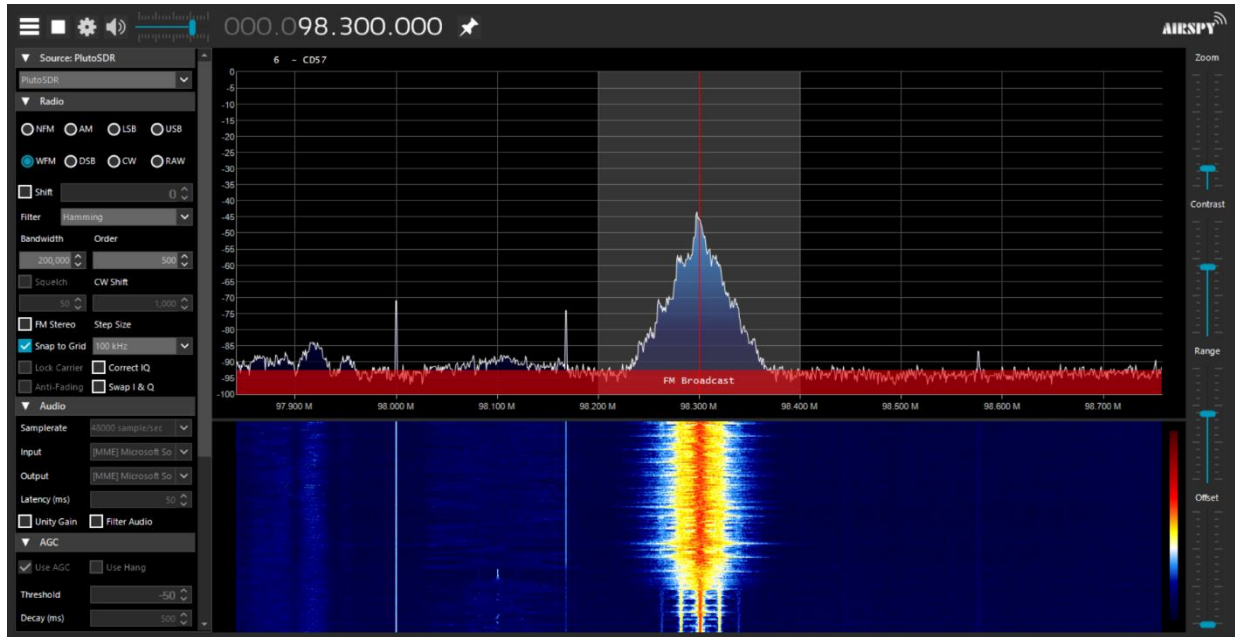 000.098.300.000
AIRSPY
Source: PlutoSDR
PlutoSDR
Radio
NFM AM LSB USB
WFM DSB CW RAW
Shift 0
Filter Hamming
Bandwidth Order
200,000 500
Squelch CW Shift
50 1,000
FM Stereo Step Size
Snap to Grid 100 kHz
Lock Carrier Correct IQ
Anti-Fading Swap I & Q
Audio
Samplerate 48000 sample/sec
Input [MME] Microsoft So
Output [MME] Microsoft So
Latency (ms) 50
Unity Gain Filter Audio
AGC
Use AGC Use Hang
Threshold -50
Decay (ms) 500
6 - CD57
0
-5
-10
-15
-20
-25
-30
-35
-40
-45
-50
-55
-60
-65
-70
-75
-80
-85
-90
-95
-100
FM Broadcast
97.900 M 98.000 M 98.100 M 98.200 M 98.300 M 98.400 M 98.500 M 98.600 M 98.700 M
Zoom
Contrast
Range
Offset